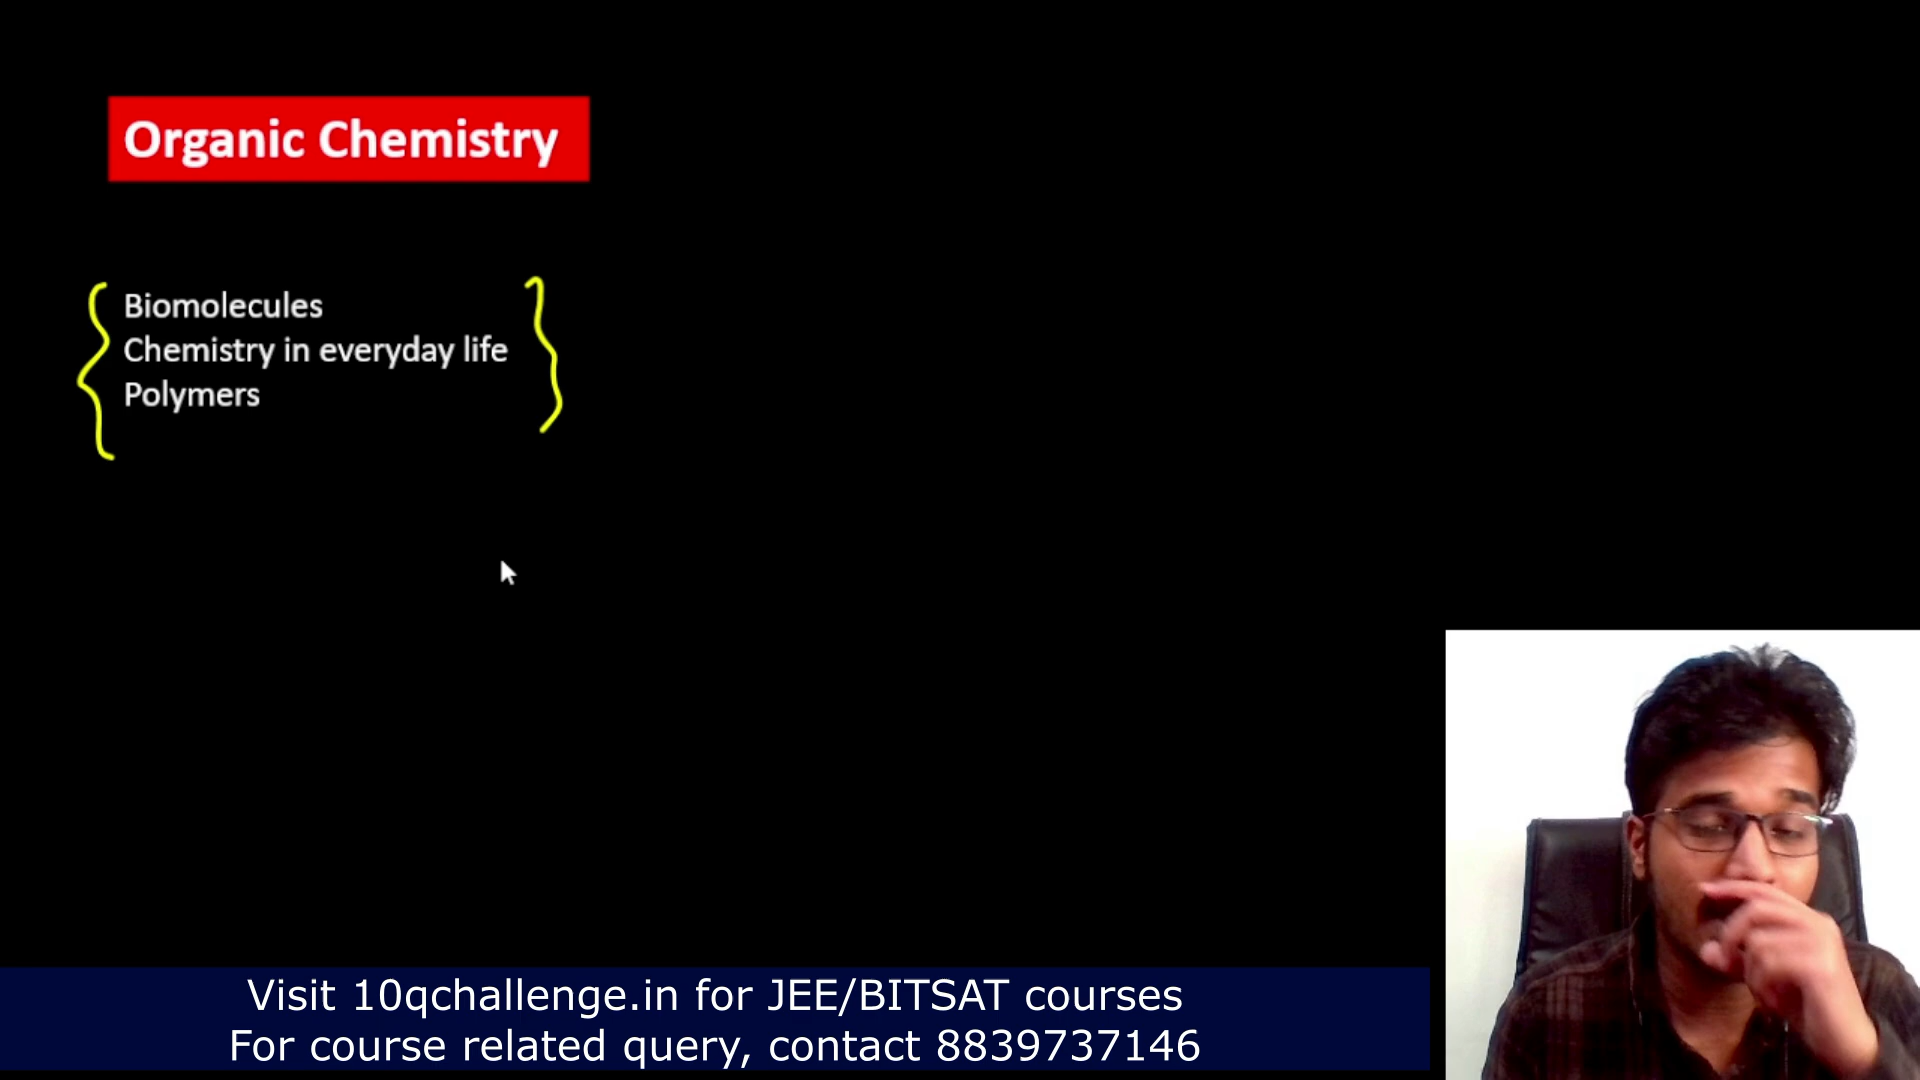 Organic Chemistry
Biomolecules
Chemistry in everyday life
Polymers
Visit 10qchallenge.in for JEE/BITSAT courses
For course related query, contact 8839737146